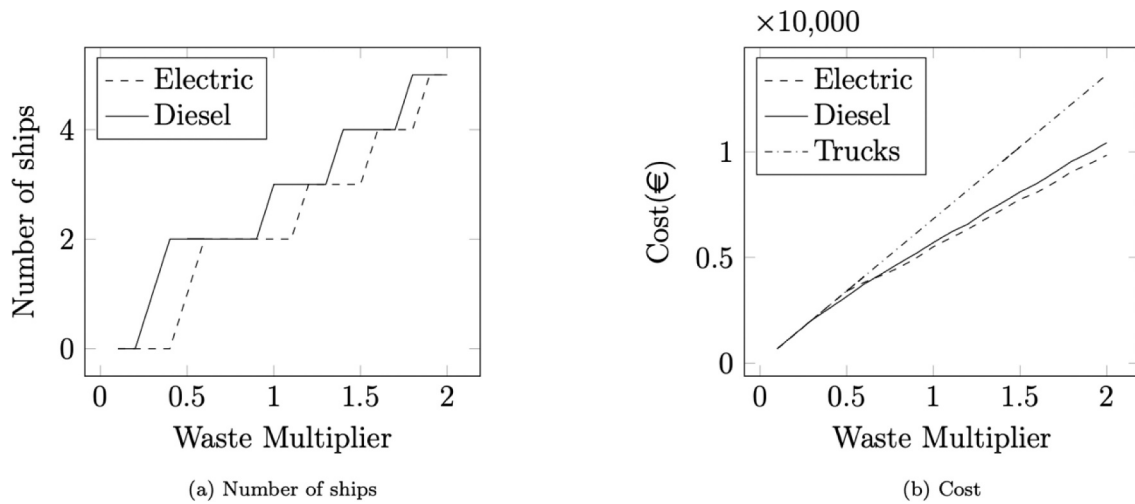 Electric
Diesel
Number of ships
4
2
0
0 0.5 1 1.5 2
Waste Multiplier
(a) Number of ships
×10,000
Electric
Diesel
Trucks
Cost(€)
1
0.5
0
0 0.5 1 1.5 2
Waste Multiplier
(b) Cost